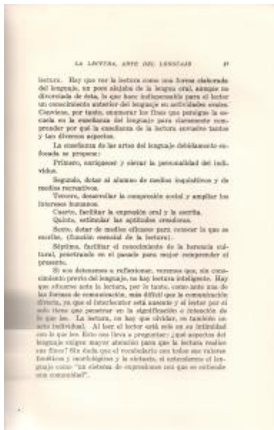 LA LECTURA, ARTE DEL LENGUAJE 47
lectura. Hay que ver la lectura como una forma elaborada
del lenguaje, un poco alejada de la lengua oral, aunque no
divorciada de ésta, lo que hace indispensable para el lector
un conocimiento anterior del lenguaje en actividades orales.
Conviene, por tanto, enumerar los fines que persigue la es-
cuela en la enseñanza del lenguaje para claramente com-
prender por qué la enseñanza de la lectura envuelve tantos
y tan diversos aspectos.
La enseñanza de las artes del lenguaje debidamente en-
focada se propone:
Primero, enriquecer y elevar la personalidad del indi-
viduo.
Segundo, dotar al alumno de medios inquisitivos y de
medios recreativos.
Tercero, desarrollar la comprensión social y ampliar los
intereses humanos.
Cuarto, facilitar la expresión oral y la escrita.
Quinto, estimular las aptitudes creadoras.
Sexto, dotar de medios eficaces para conocer lo que se
escribe, (función esencial de la lectura).
Séptimo, facilitar el conocimiento de la herencia cul-
tural, penetrando en el pasado para mejor comprender el
presente.
Si nos detenemos a reflexionar, veremos que, sin cono-
cimiento previo del lenguaje, no hay lectura inteligente. Hay
que situarse ante la lectura, por lo tanto, como ante una de
las formas de comunicación, más difícil que la comunicación
directa, ya que el interlocutor está ausente y el lector por sí
solo tiene que penetrar en la significación e intención de
lo que lee. La lectura, no hay que olvidar, es también un
acto individual. Al leer el lector está solo en su intimidad
con lo que lee. Esto nos lleva a preguntar: ¿qué aspectos del
lenguaje exigen mayor atención para que la lectura realice
sus fines? Sin duda que el vocabulario con todos sus matices
fonéticos y morfológicos y la sintaxis, si entendemos el len-
guaje como "un sistema de expresiones con que se entiende
una comunidad".